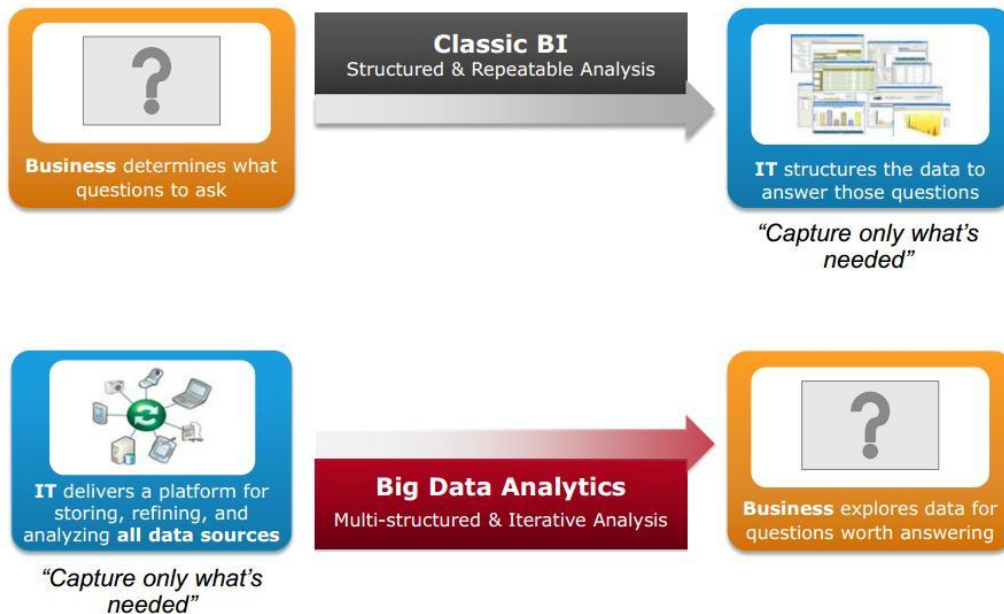 Classic BI
Structured & Repeatable Analysis
Business determines what
questions to ask
IT structures the data to
answer those questions
“Capture only what’s
needed”
Big Data Analytics
Multi-structured & Iterative Analysis
IT delivers a platform for
storing, refining, and
analyzing all data sources
Business explores data for
questions worth answering
“Capture only what’s
needed”